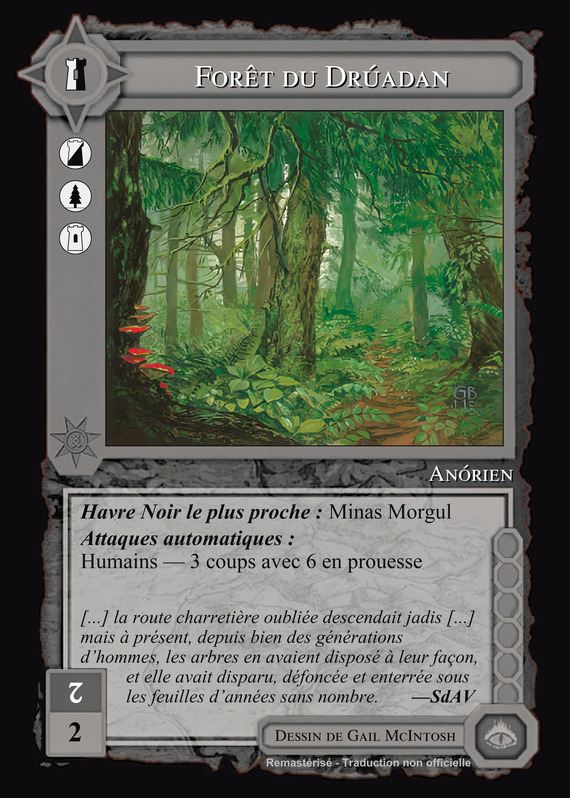 Forêt du Drúadan
GB
Mc
Anórien
Havre Noir le plus proche : Minas Morgul
Attaques automatiques :
Humains — 3 coups avec 6 en prouesse
[...] la route charretière oubliée descendait jadis [...]
mais à présent, depuis bien des générations
d’hommes, les arbres en avaient disposé à leur façon,
et elle avait disparu, défoncée et enterrée sous
les feuilles d’années sans nombre. —SdAV
2
2
Dessin de Gail McIntosh
Remastérisé - Traduction non officielle